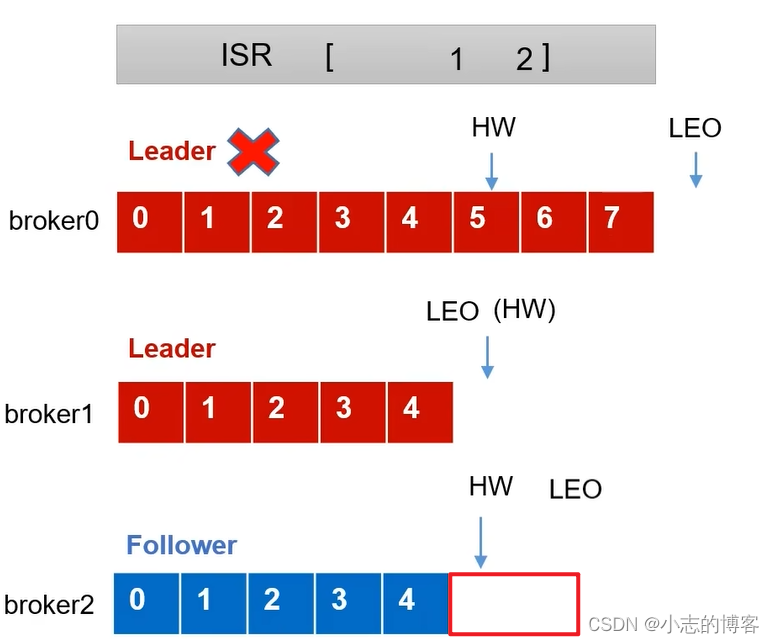 ISR [ 1 2 ]
HW LEO
Leader
broker0 0 1 2 3 4 5 6 7
LEO (HW)
Leader
broker1 0 1 2 3 4
HW LEO
Follower
broker2 0 1 2 3 4
CSDN @小志的博客